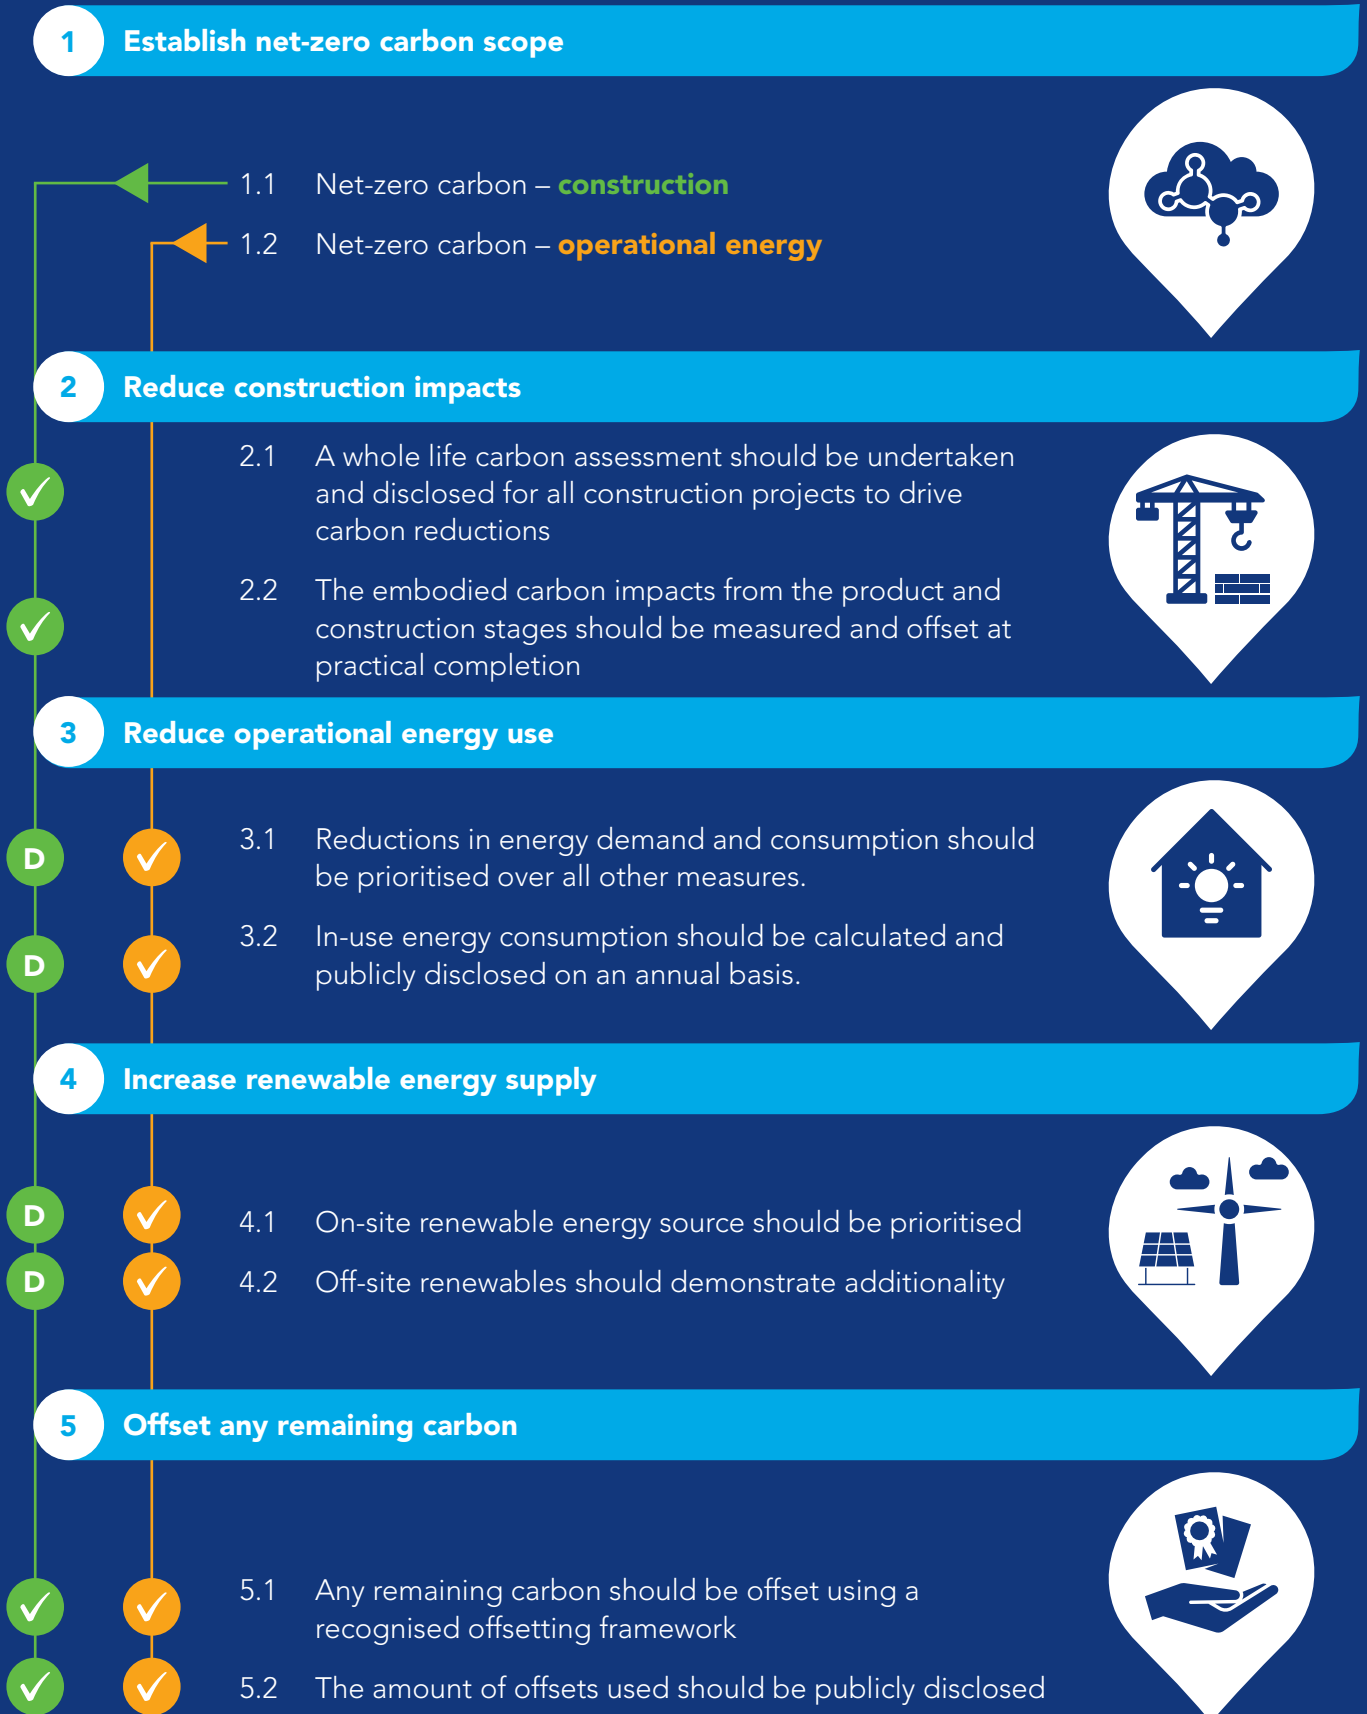 1 Establish net-zero carbon scope
1.1 Net-zero carbon – construction
1.2 Net-zero carbon – operational energy
2 Reduce construction impacts
2.1 A whole life carbon assessment should be undertaken
and disclosed for all construction projects to drive
carbon reductions
2.2 The embodied carbon impacts from the product and
construction stages should be measured and offset at
practical completion
3 Reduce operational energy use
D 3.1 Reductions in energy demand and consumption should
be prioritised over all other measures.
D 3.2 In-use energy consumption should be calculated and
publicly disclosed on an annual basis.
4 Increase renewable energy supply
D 4.1 On-site renewable energy source should be prioritised
D 4.2 Off-site renewables should demonstrate additionality
5 Offset any remaining carbon
5.1 Any remaining carbon should be offset using a
recognised offsetting framework
5.2 The amount of offsets used should be publicly disclosed